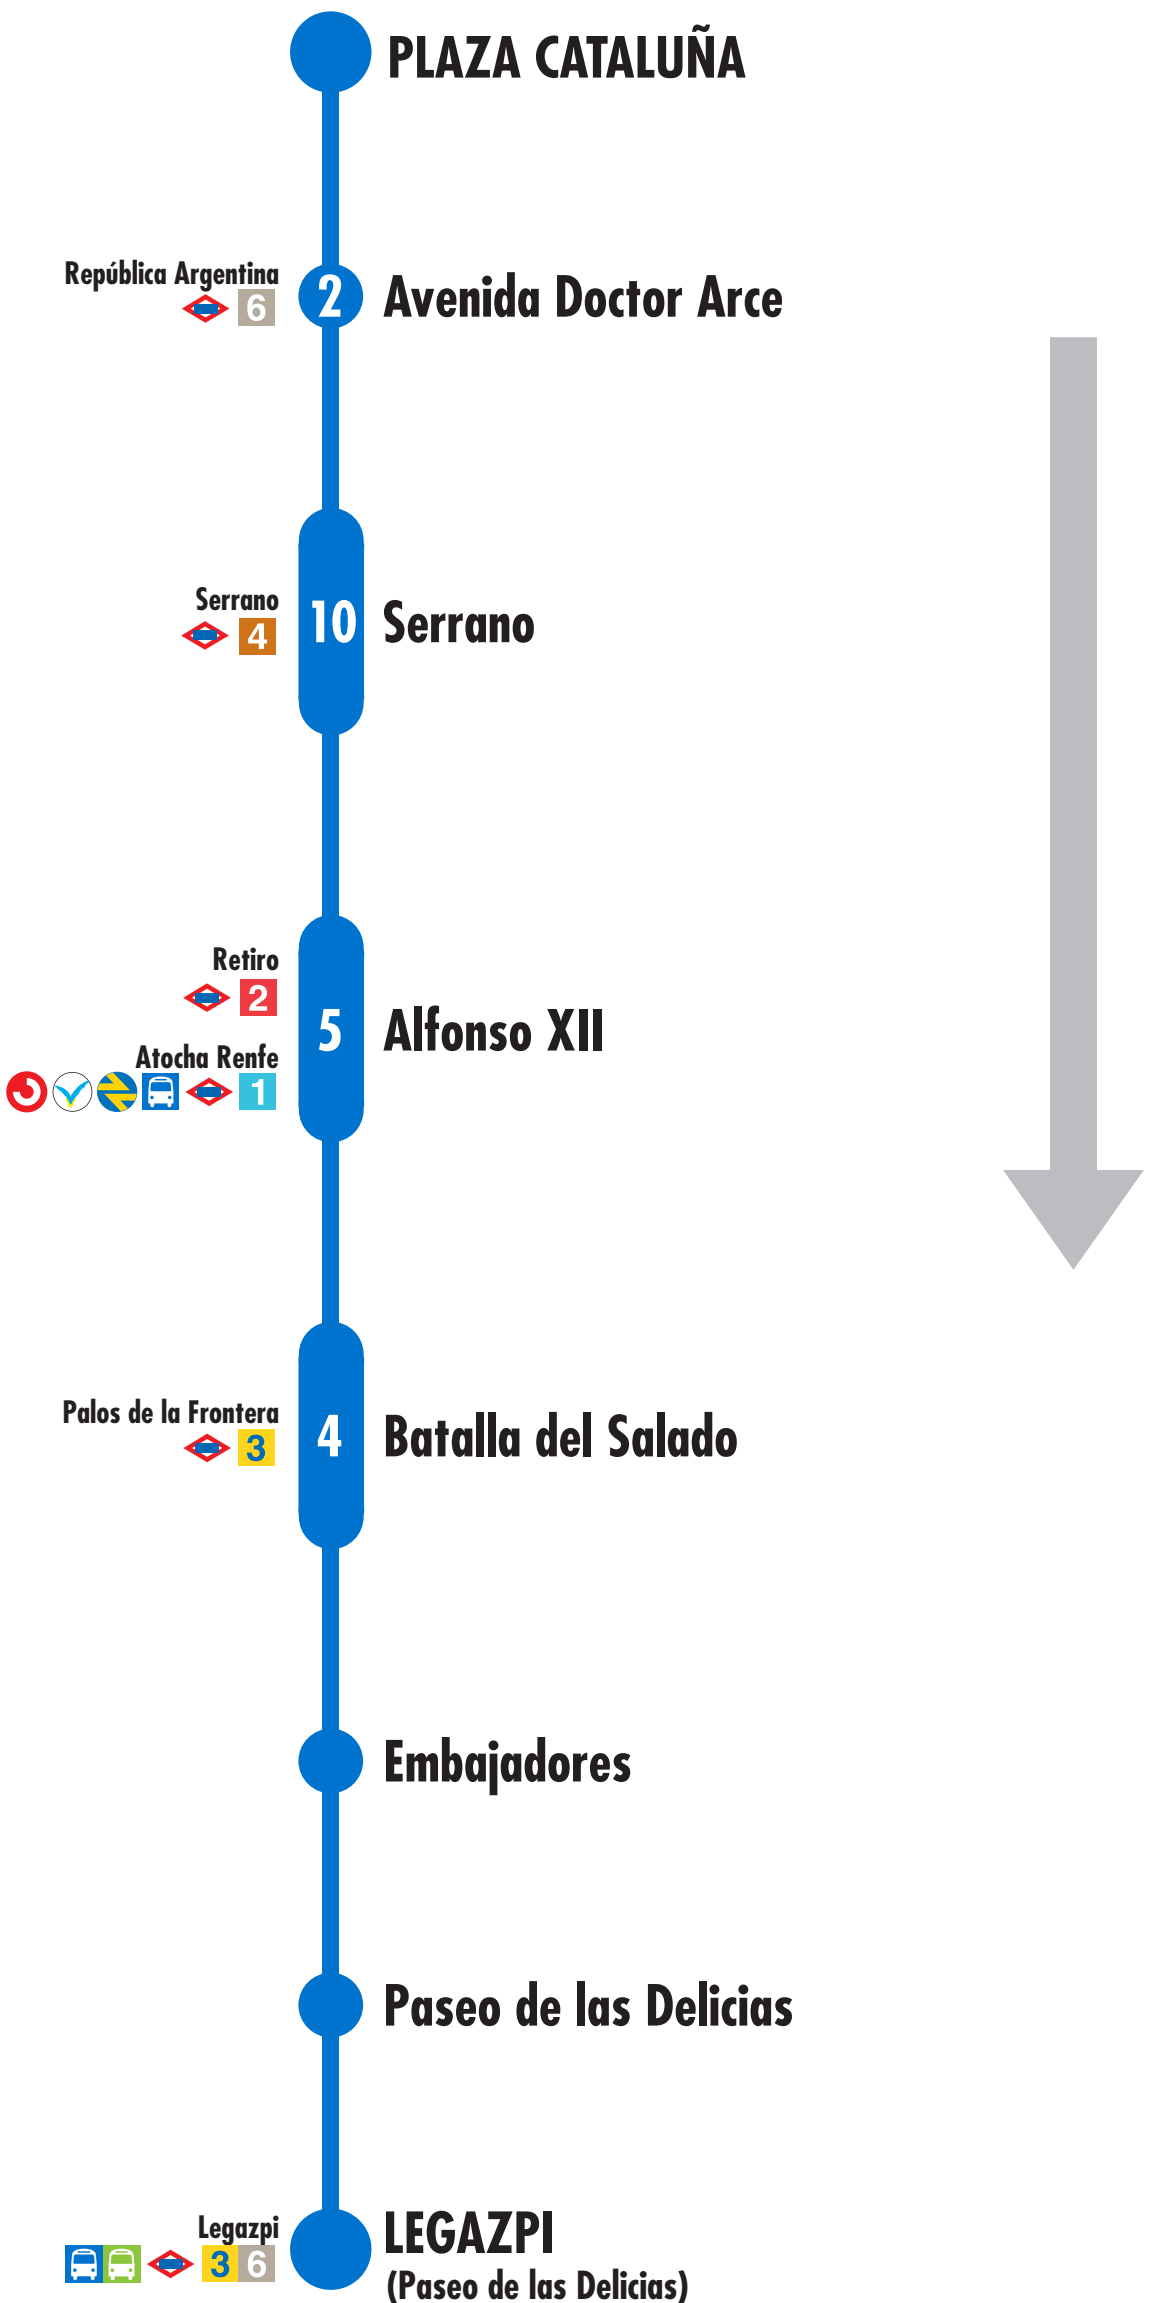 PLAZA CATALUÑA
República Argentina
6
2
Avenida Doctor Arce
Serrano
4
10
Serrano
Retiro
2
Atocha Renfe
1
5
Alfonso XII
Palos de la Frontera
3
4
Batalla del Salado
Embajadores
Paseo de las Delicias
Legazpi
3 6
LEGAZPI
(Paseo de las Delicias)